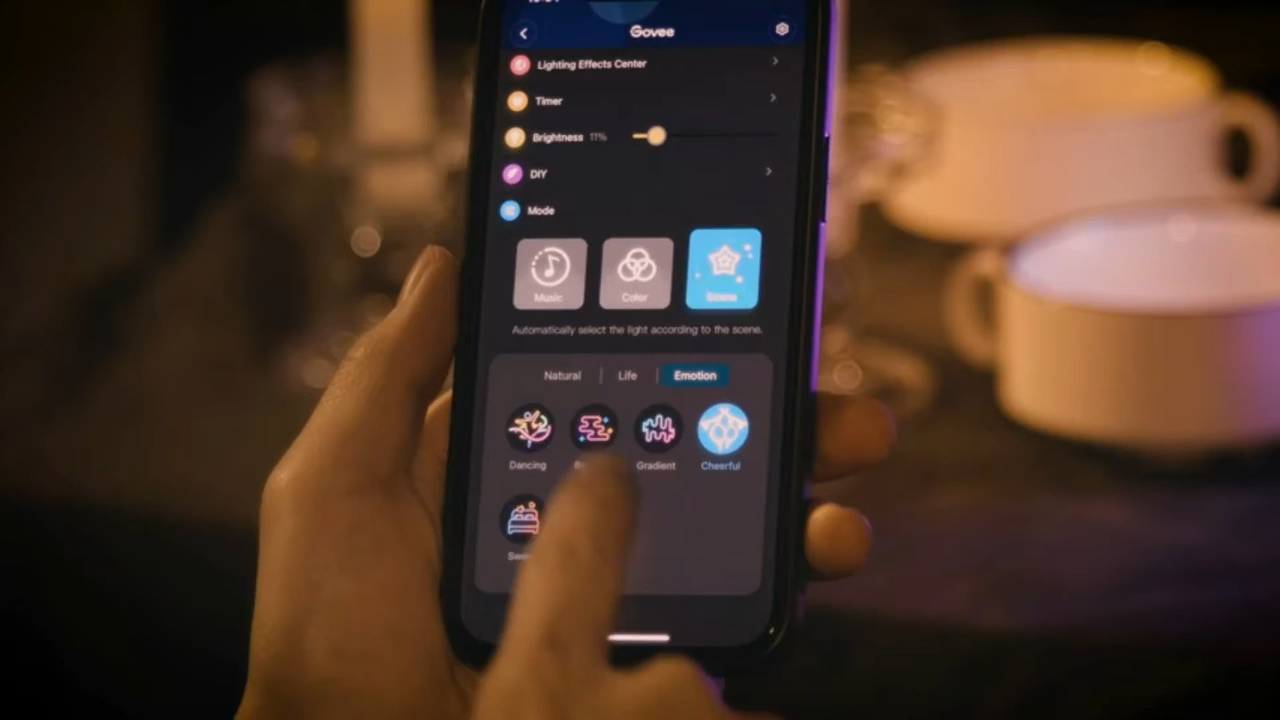 Govee
Lighting Effects Center
Timer
Brightness 11%
DIY
Mode
Music Color Scene
Automatically select the light according to the scene.
Natural Life Emotion
Dancing Gradient Cheerful